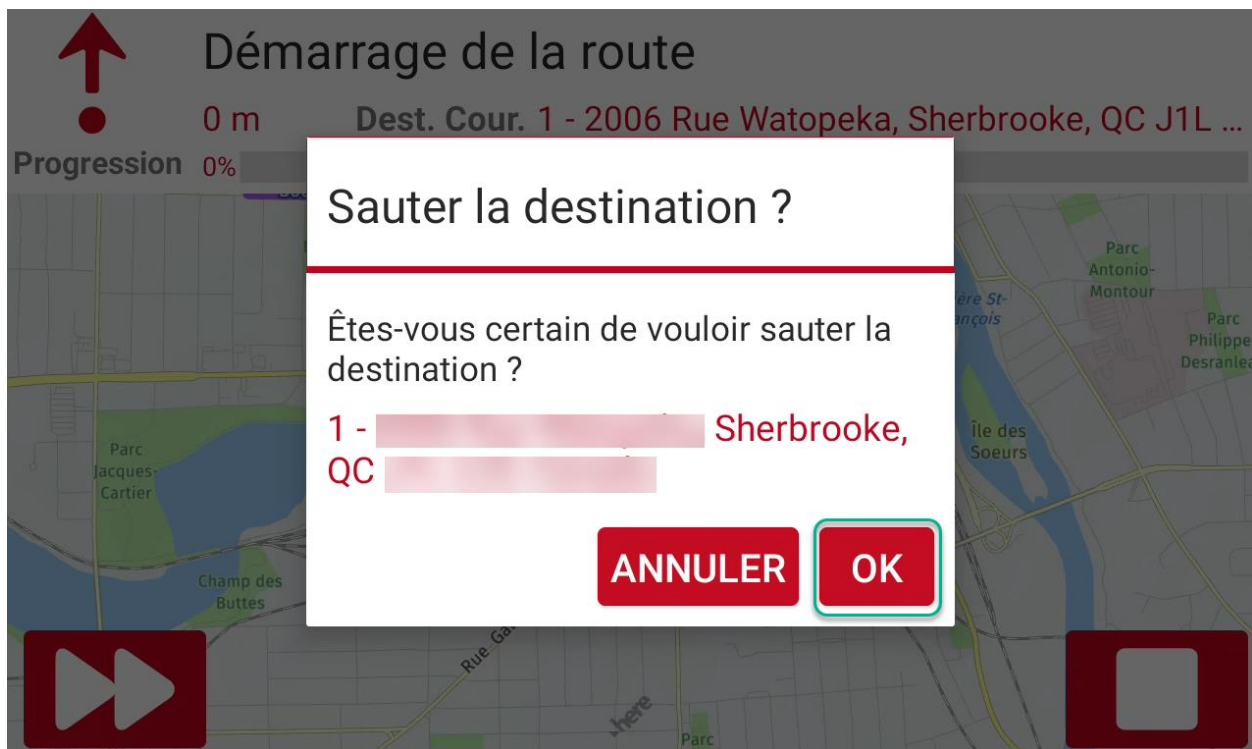 Démarrage de la route
0 m Dest. Cour. 1 - 2006 Rue Watopeka, Sherbrooke, QC J1L ...
Progression 0%
Sauter la destination ?
Parc
Antonio-
Montour
Êtes-vous certain de vouloir sauter la
destination ?
Parc
Philippe
1 - Sherbrooke,
QC
Île des
Soeurs
Parc
Jacques-
Cartier
ANNULER OK
Champ des
Buttes
here
Parc